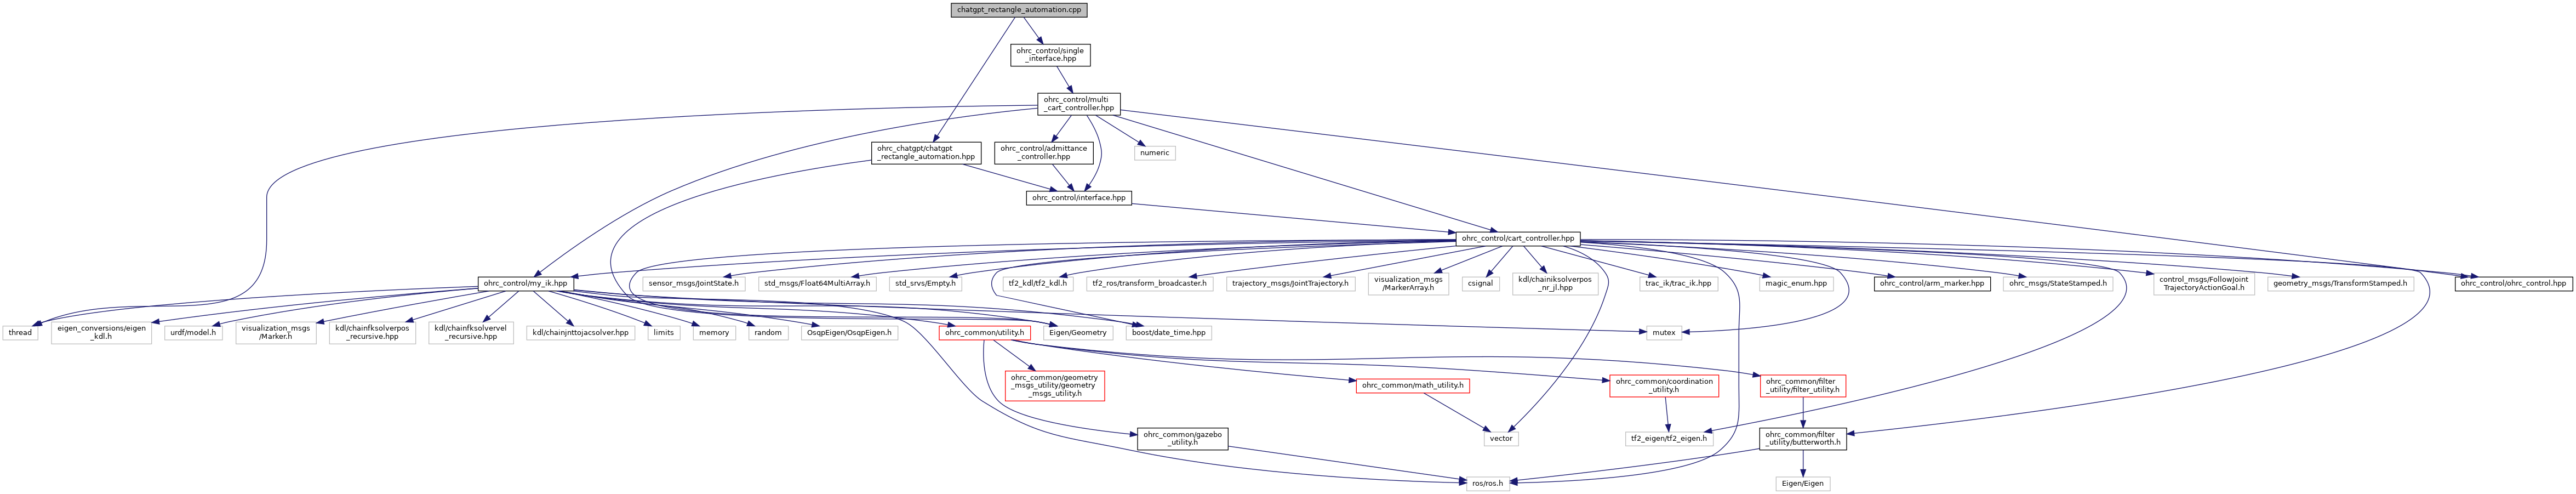 chatgpt_rectangle_automation.cpp
ohrc_control/single
_interface.hpp
ohrc_control/multi
_cart_controller.hpp
ohrc_chatgpt/chatgpt
_rectangle_automation.hpp
ohrc_control/admittance
_controller.hpp
numeric
ohrc_control/interface.hpp
ohrc_control/cart_controller.hpp
ohrc_control/my_ik.hpp
sensor_msgs/JointState.h
std_msgs/Float64MultiArray.h
std_srvs/Empty.h
tf2_kdl/tf2_kdl.h
tf2_ros/transform_broadcaster.h
trajectory_msgs/JointTrajectory.h
visualization_msgs
/MarkerArray.h
csignal
kdl/chainiksolverpos
_nr_jl.hpp
trac_ik/trac_ik.hpp
magic_enum.hpp
ohrc_control/arm_marker.hpp
ohrc_msgs/StateStamped.h
control_msgs/FollowJoint
TrajectoryActionGoal.h
geometry_msgs/TransformStamped.h
ohrc_control/ohrc_control.hpp
thread
eigen_conversions/eigen
_kdl.h
urdf/model.h
visualization_msgs
/Marker.h
kdl/chainfksolverpos
_recursive.hpp
kdl/chainfksolvervel
_recursive.hpp
kdl/chainjnttojacsolver.hpp
limits
memory
random
OsqpEigen/OsqpEigen.h
ohrc_common/utility.h
Eigen/Geometry
boost/date_time.hpp
mutex
ohrc_common/geometry
_msgs_utility/geometry
_msgs_utility.h
ohrc_common/math_utility.h
ohrc_common/coordination
_utility.h
ohrc_common/filter
_utility/filter_utility.h
ohrc_common/gazebo
_utility.h
vector
tf2_eigen/tf2_eigen.h
ohrc_common/filter
_utility/butterworth.h
ros/ros.h
Eigen/Eigen